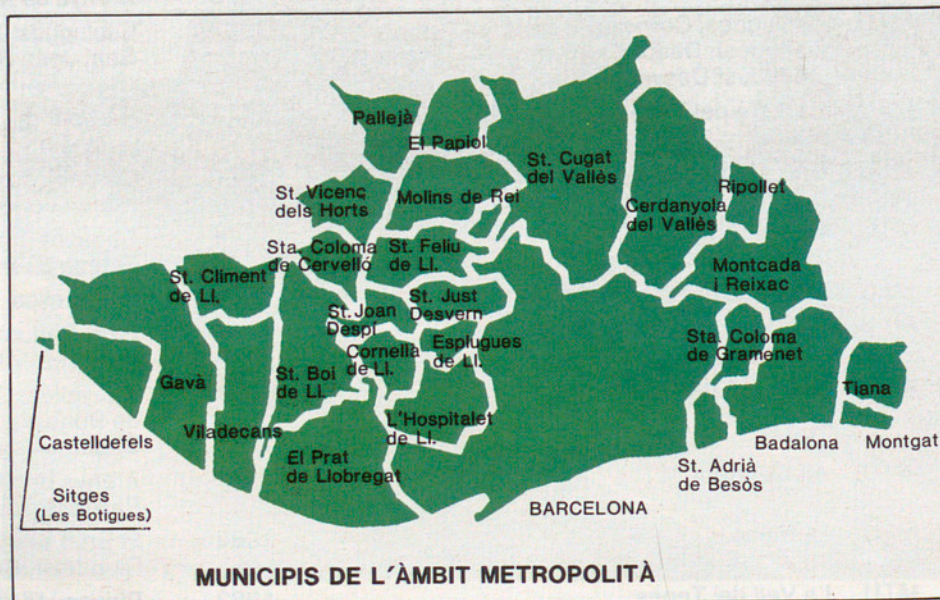 Pallejà
El Papiol
St. Cugat
del Vallès
St. Vicenç
dels Horts
Molins de Rei
Ripollet
Cerdanyola
del Vallès
Sta. Coloma
de Cervelló
St. Feliu
de Ll.
Montcada
i Reixac
St. Climent
de Ll.
St. Joan
Despí
St. Just
Desvern
Cornellà
de Ll.
Esplugues
de Ll.
Sta. Coloma
de Gramenet
Gavà
St. Boi
de Ll.
Tiana
L'Hospitalet
de Ll.
Castelldefels
Viladecans
Badalona
Montgat
El Prat
de Llobregat
St. Adrià
de Besòs
Sitges
(Les Botigues)
BARCELONA
MUNICIPIS DE L'ÀMBIT METROPOLITÀ